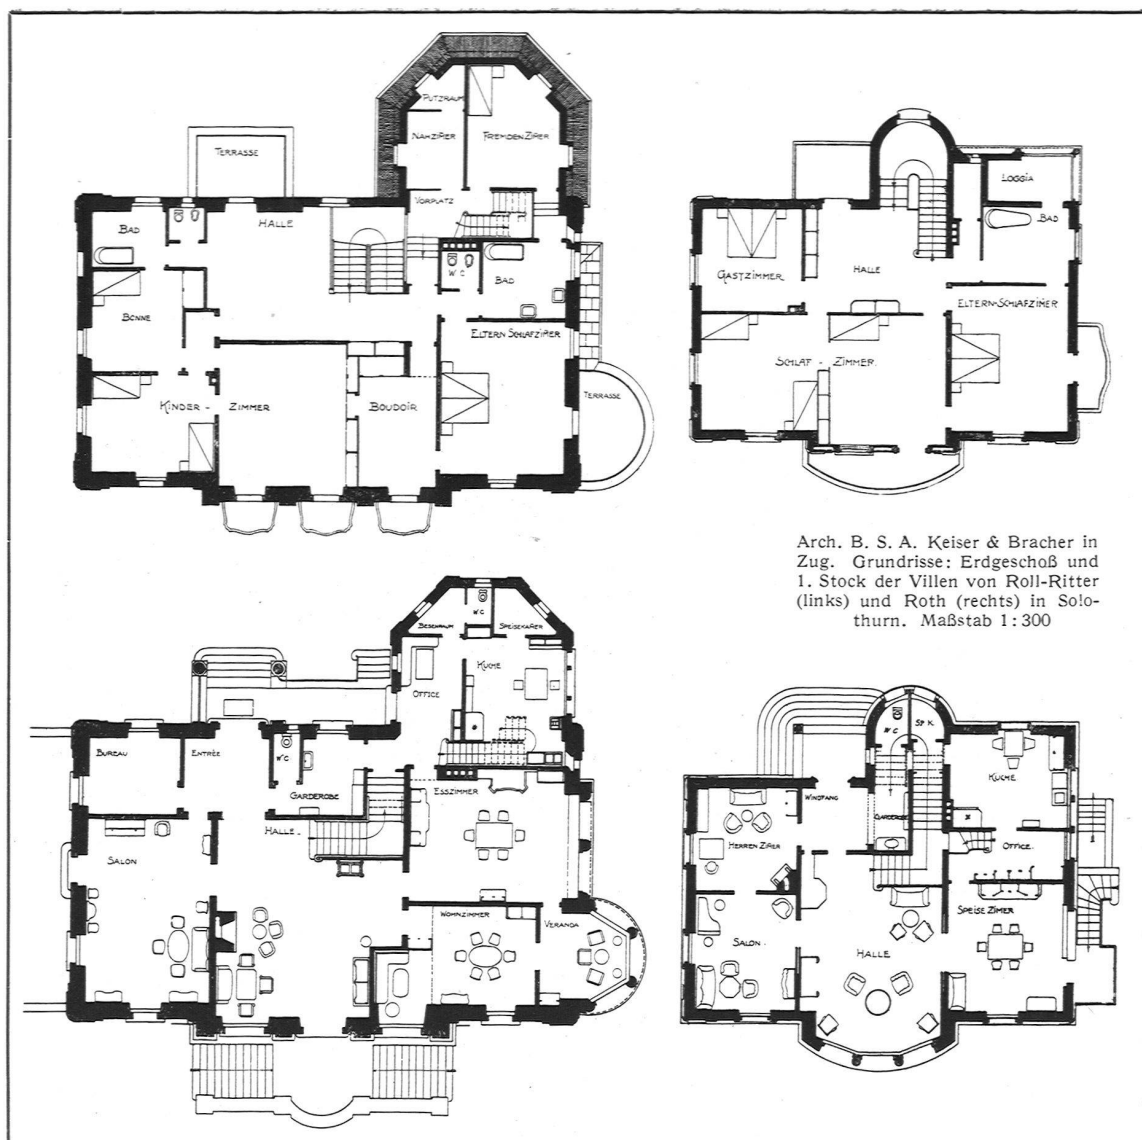 PUTZRAUM
NÄHZIMER
FREMDENZIMER
TERRASSE
VORPLATZ
BAD
HALLE
W C
BAD
BONNE
ELTERN SCHLAFZIMER
KINDER - ZIMMER
BOUDOIR
TERRASSE
LOGGIA
BAD
GASTZIMMER
HALLE
ELTERN-SCHLAFZIMER
SCHLAF - ZIMMER
Arch. B. S. A. Keiser & Bracher in
Zug. Grundrisse: Erdgeschoß und
1. Stock der Villen von Roll-Ritter
(links) und Roth (rechts) in Solo-
thurn. Maßstab 1:300
BESENRAUM
W C
SPEISEKAMER
OFFICE
KÜCHE
BUREAU
ENTRÉE
W C
GARDEROBE
ESSZIMMER
HALLE
SALON
WOHNZIMMER
VERANDA
W C
SP. K.
KÜCHE
WINDFANG
GARDEROBE
HERREN ZIMER
OFFICE
SPEISE ZIMER
SALON
HALLE